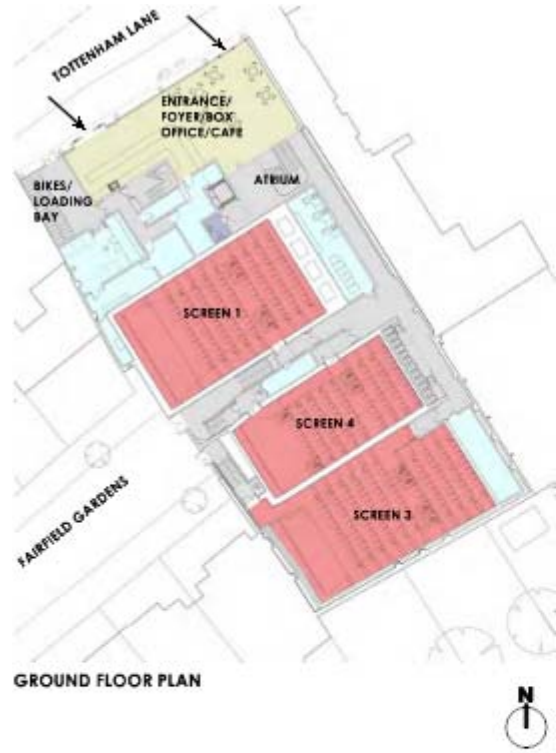 TOTTENHAM LANE
ENTRANCE/
FOYER/BOX
OFFICE/CAFE
BIKES/
LOADING
BAY
ATRIUM
SCREEN 1
SCREEN 4
SCREEN 3
FAIRFIELD GARDENS
GROUND FLOOR PLAN
N